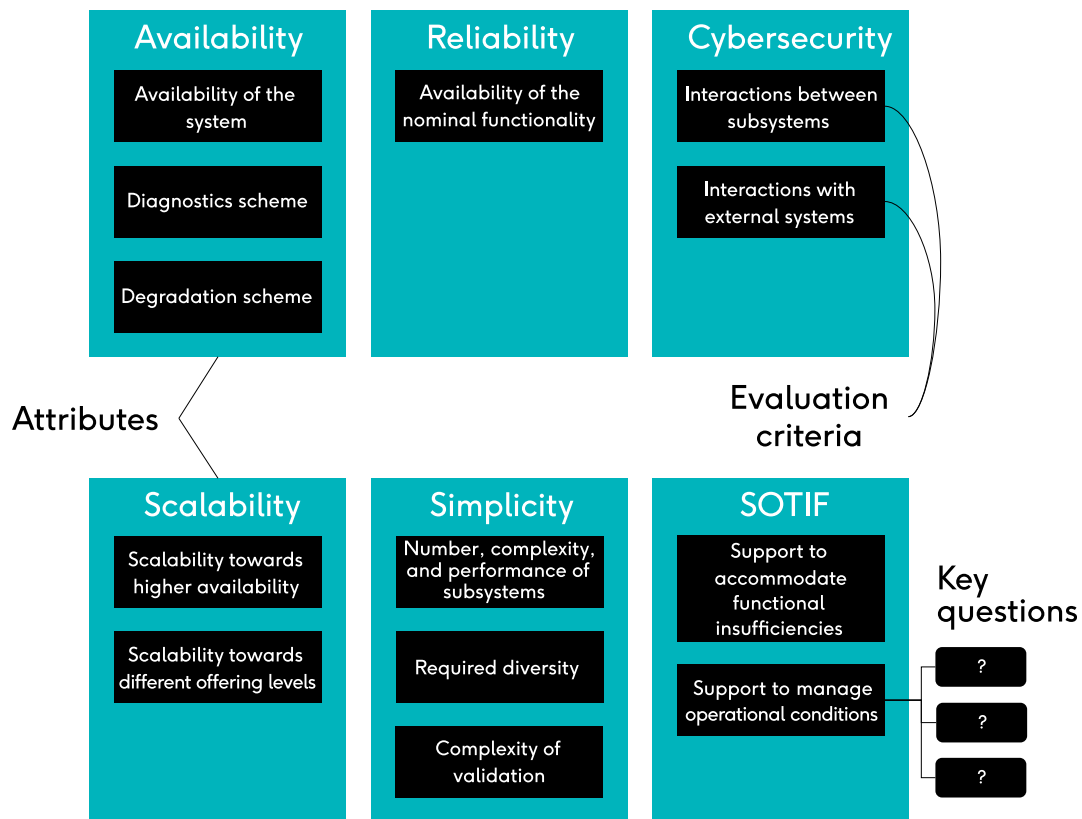 Availability
Availability of the
system
Diagnostics scheme
Degradation scheme
Reliability
Availability of the
nominal functionality
Cybersecurity
Interactions between
subsystems
Interactions with
external systems
Attributes
Evaluation
criteria
Scalability
Scalability towards
higher availability
Scalability towards
different offering levels
Simplicity
Number, complexity,
and performance of
subsystems
Required diversity
Complexity of
validation
SOTIF
Support to
accommodate
functional
insufficiencies
Support to manage
operational conditions
Key
questions
?
?
?